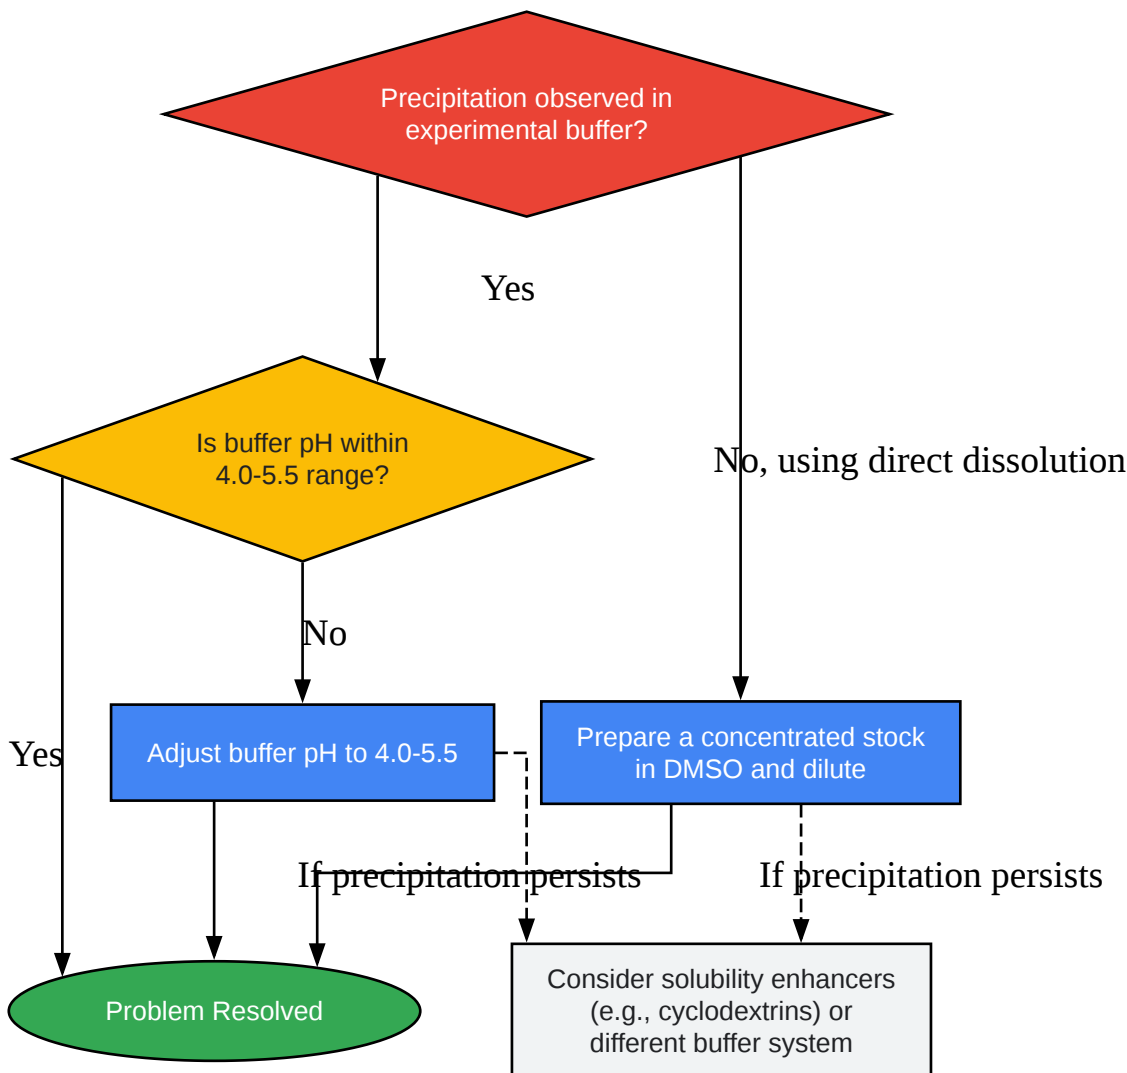 Precipitation observed in
experimental buffer?
Yes
Is buffer pH within
4.0-5.5 range?
No, using direct dissolution
No
Yes
Adjust buffer pH to 4.0-5.5
Prepare a concentrated stock
in DMSO and dilute
If precipitation persists
If precipitation persists
Problem Resolved
Consider solubility enhancers
(e.g., cyclodextrins) or
different buffer system